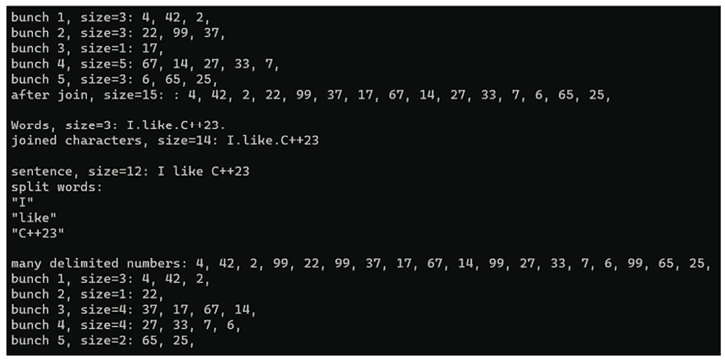 bunch 1, size=3: 4, 42, 2,
bunch 2, size=3: 22, 99, 37,
bunch 3, size=1: 17,
bunch 4, size=5: 67, 14, 27, 33, 7,
bunch 5, size=3: 6, 65, 25,
after join, size=15: : 4, 42, 2, 22, 99, 37, 17, 67, 14, 27, 33, 7, 6, 65, 25,
Words, size=3: I.like.C++23.
joined characters, size=14: I.like.C++23
sentence, size=12: I like C++23
split words:
"I"
"like"
"C++23"
many delimited numbers: 4, 42, 2, 99, 22, 99, 37, 17, 67, 14, 99, 27, 33, 7, 6, 99, 65, 25,
bunch 1, size=3: 4, 42, 2,
bunch 2, size=1: 22,
bunch 3, size=4: 37, 17, 67, 14,
bunch 4, size=4: 27, 33, 7, 6,
bunch 5, size=2: 65, 25,